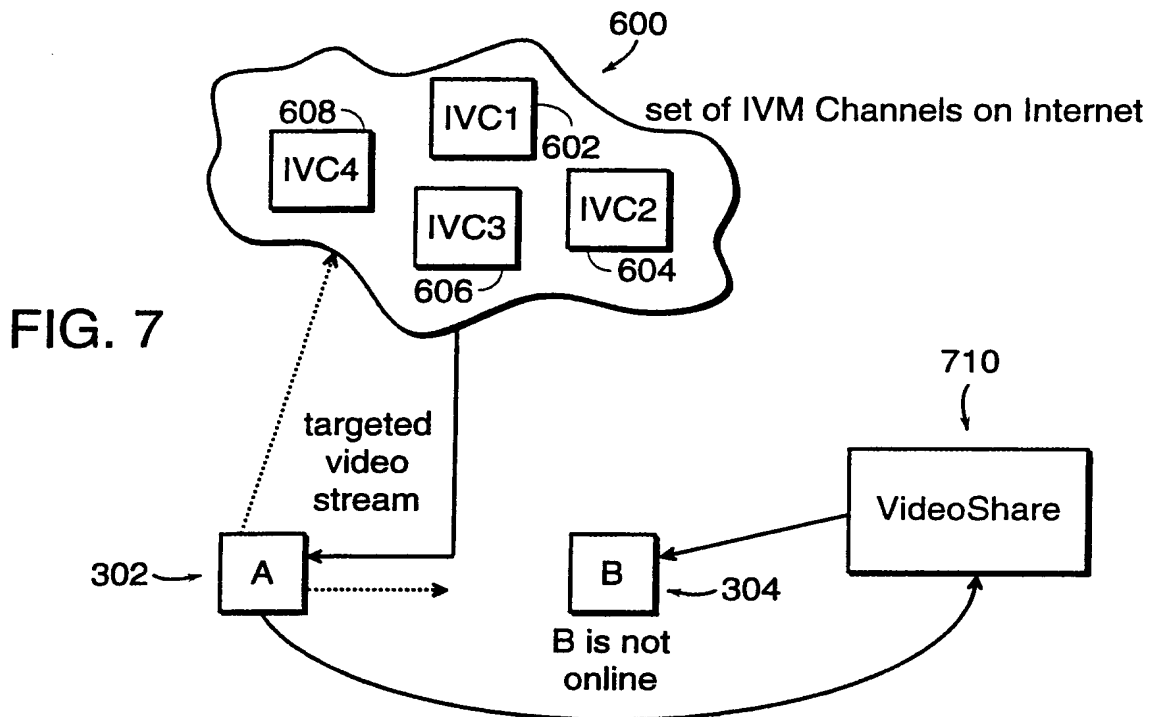 600
set of IVM Channels on Internet
608
IVC1
602
IVC4
IVC3
IVC2
606
604
FIG. 7
710
targeted
video
stream
VideoShare
302
A
B
304
B is not
online